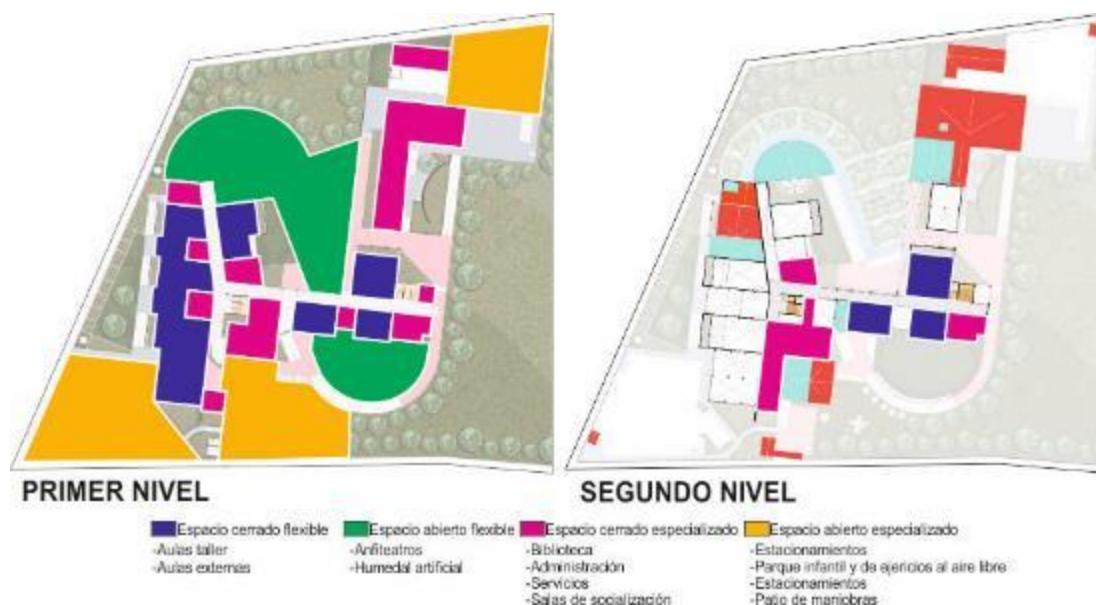 PRIMER NIVEL
SEGUNDO NIVEL
Espacio cerrado flexible
-Aulas taller
-Aulas externas
Espacio abierto flexible
-Anfiteatros
-Humedal artificial
Espacio cerrado especializado
-Biblioteca
-Administración
-Servicios
-Salas de socialización
Espacio abierto especializado
-Estacionamientos
-Parque infantil y de ejericios al aire libre
-Estacionamientos
-Patio de maniobras